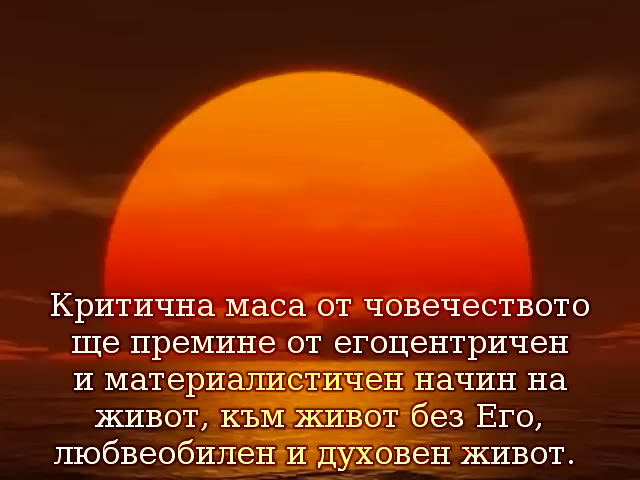 Критична маса от човечеството
ще премине от егоцентричен
и материалистичен начин на
живот, към живот без Его,
любвеобилен и духовен живот.